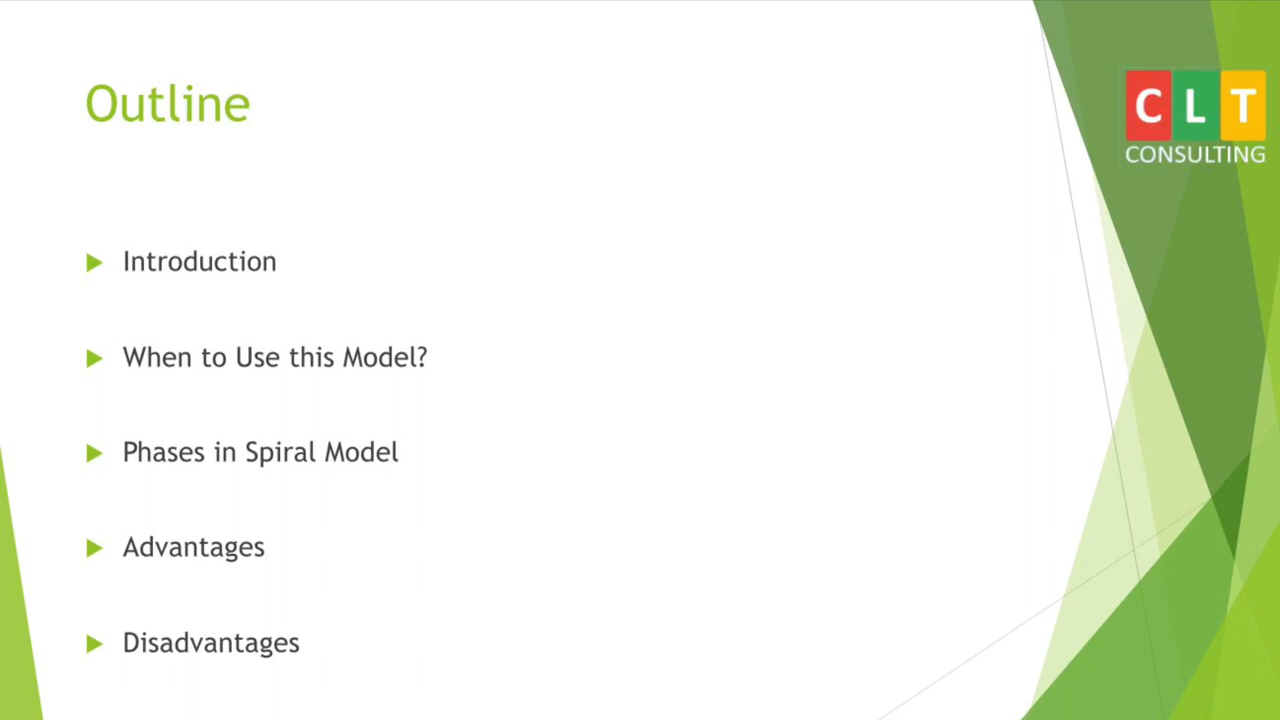 Outline
C L T
CONSULTING
Introduction
When to Use this Model?
Phases in Spiral Model
Advantages
Disadvantages